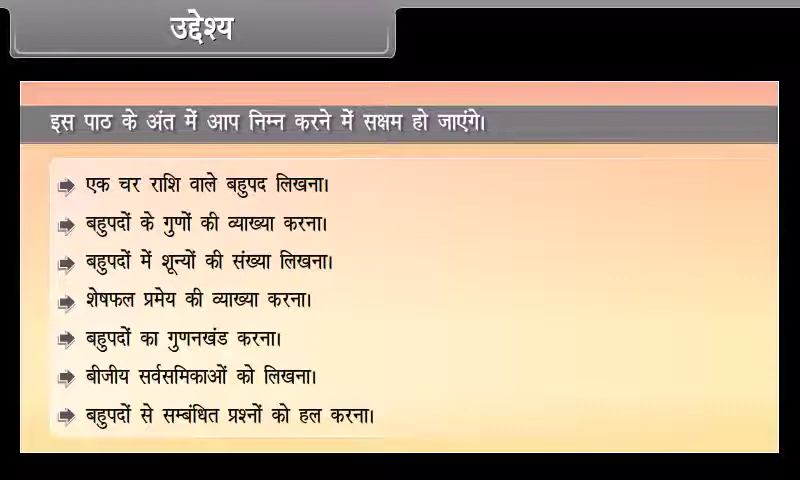 उद्देश्य
इस पाठ के अंत में आप निम्न करने में सक्षम हो जाएंगे।
एक चर राशि वाले बहुपद लिखना।
बहुपदों के गुणों की व्याख्या करना।
बहुपदों में शून्यों की संख्या लिखना।
शेषफल प्रमेय की व्याख्या करना।
बहुपदों का गुणनखंड करना।
बीजीय सर्वसमिकाओं को लिखना।
बहुपदों से सम्बंधित प्रश्नों को हल करना।